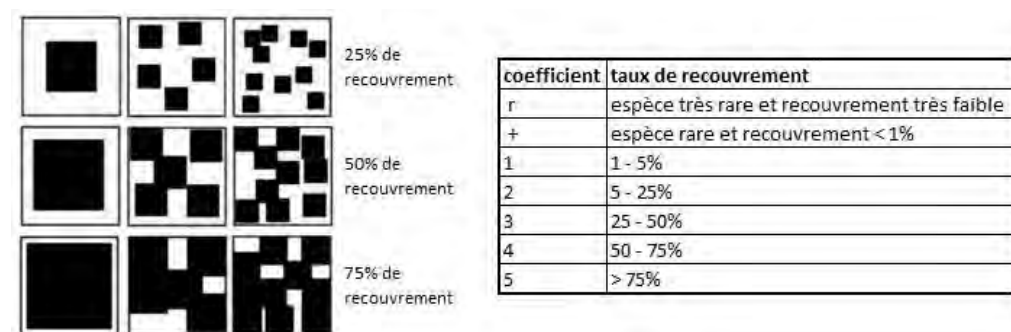 25% de
recouvrement
50% de
recouvrement
75% de
recouvrement
coefficient taux de recouvrement
r espèce très rare et recouvrement très faible
+ espèce rare et recouvrement < 1%
1 1 - 5%
2 5 - 25%
3 25 - 50%
4 50 - 75%
5 > 75%